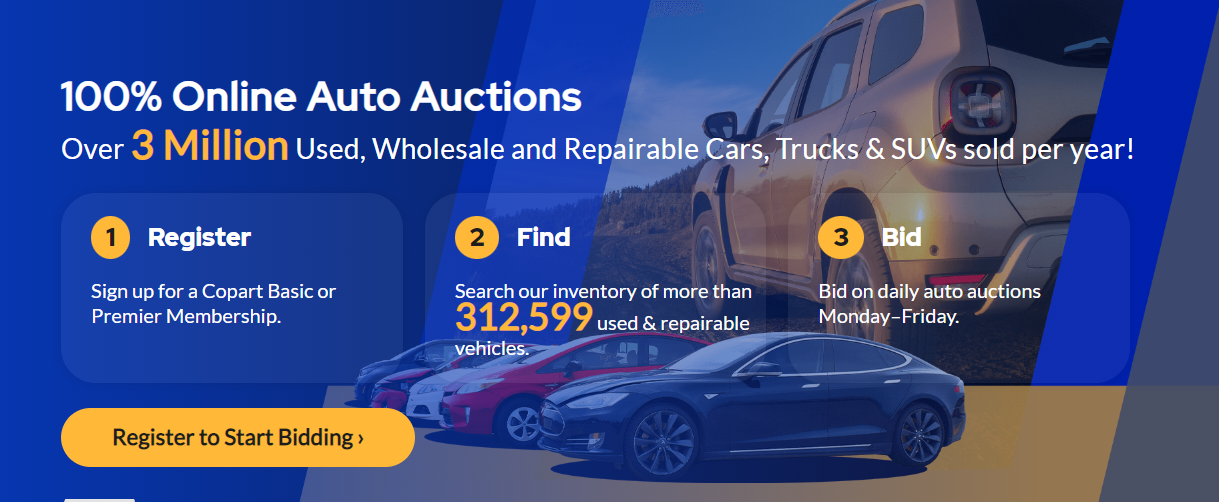 100% Online Auto Auctions
Over 3 Million Used, Wholesale and Repairable Cars, Trucks & SUVs sold per year!
1 Register
Sign up for a Copart Basic or
Premier Membership.
2 Find
Search our inventory of more than
312,599 used & repairable
vehicles.
3 Bid
Bid on daily auto auctions
Monday–Friday.
Register to Start Bidding ›